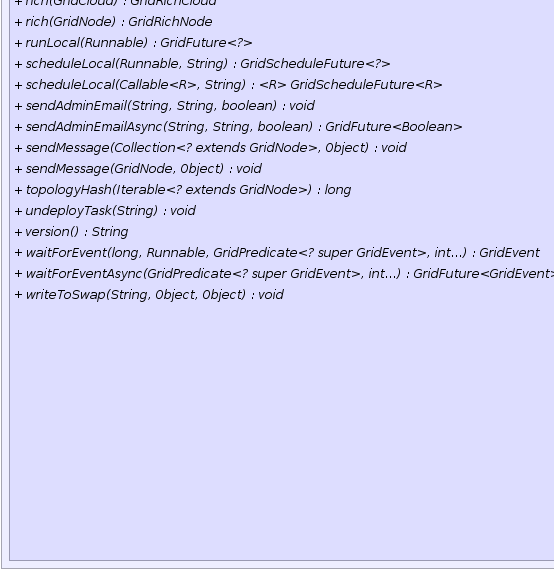 + rich(GridCloud) : GridRichCloud
+ rich(GridNode) : GridRichNode
+ runLocal(Runnable) : GridFuture<?>
+ scheduleLocal(Runnable, String) : GridScheduleFuture<?>
+ scheduleLocal(Callable<R>, String) : <R> GridScheduleFuture<R>
+ sendAdminEmail(String, String, boolean) : void
+ sendAdminEmailAsync(String, String, boolean) : GridFuture<Boolean>
+ sendMessage(Collection<? extends GridNode>, Object) : void
+ sendMessage(GridNode, Object) : void
+ topologyHash(Iterable<? extends GridNode>) : long
+ undeployTask(String) : void
+ version() : String
+ waitForEvent(long, Runnable, GridPredicate<? super GridEvent>, int...) : GridEvent
+ waitForEventAsync(GridPredicate<? super GridEvent>, int...) : GridFuture<GridEvent>
+ writeToSwap(String, Object, Object) : void